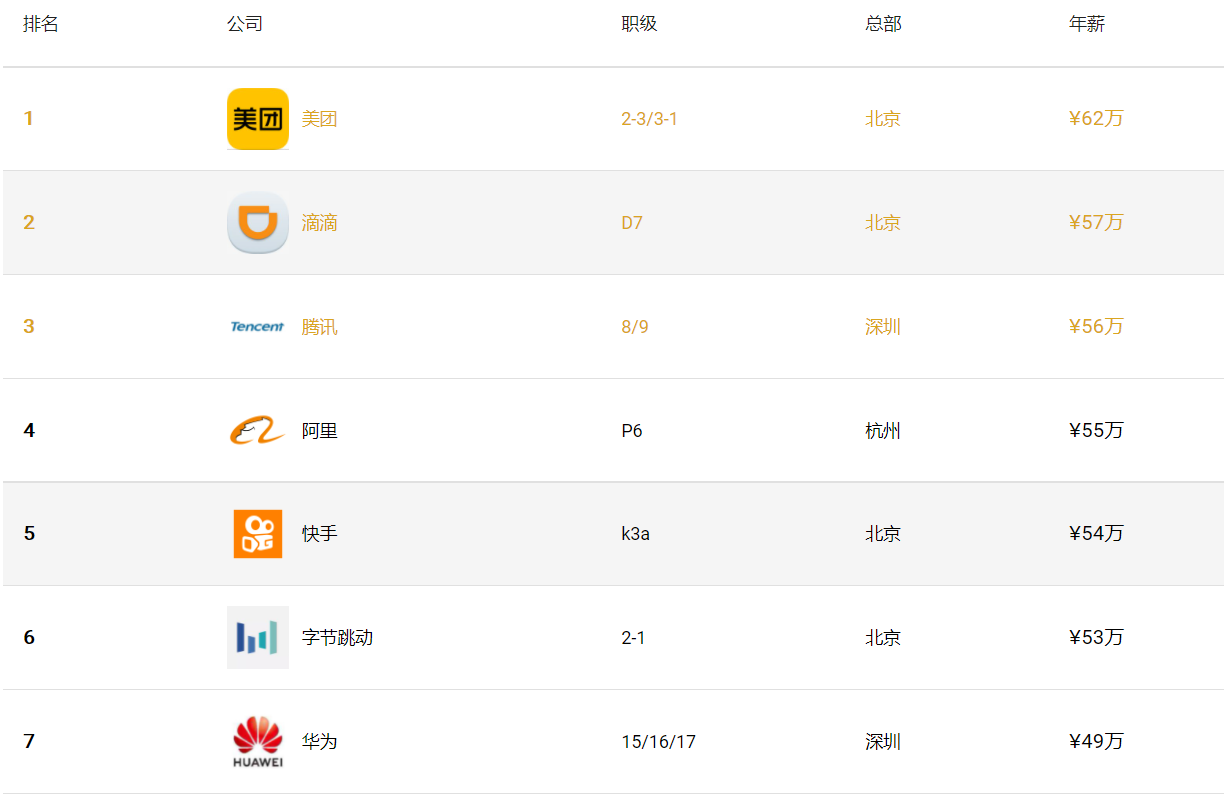 排名 公司 职级 总部 年薪
1 美团 美团 2-3/3-1 北京 ¥62万
2 滴滴 D7 北京 ¥57万
3 Tencent 腾讯 8/9 深圳 ¥56万
4 阿里 P6 杭州 ¥55万
5 快手 k3a 北京 ¥54万
6 字节跳动 2-1 北京 ¥53万
7 HUAWEI 华为 15/16/17 深圳 ¥49万